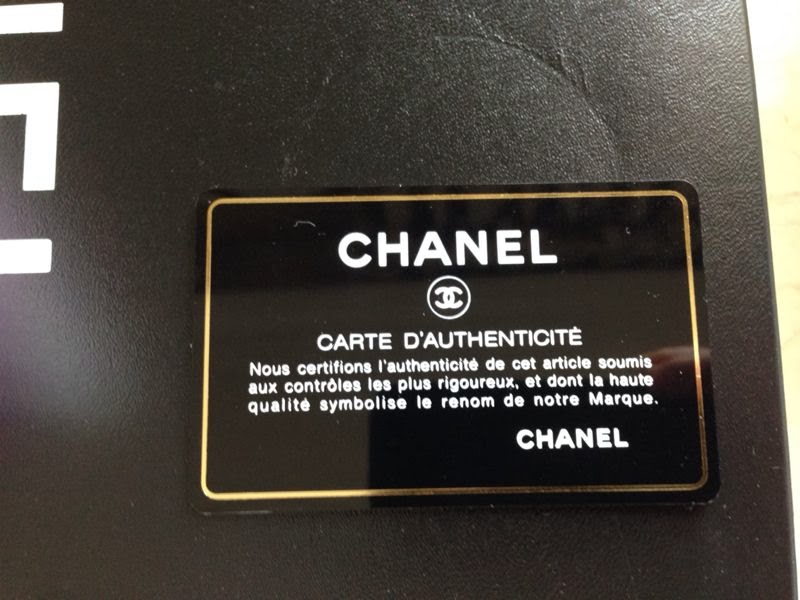 CHANEL
CARTE D'AUTHENTICITÉ
Nous certifions l'authenticité de cet article soumis
aux contrôles les plus rigoureux, et dont la haute
qualité symbolise le renom de notre Marque.
CHANEL